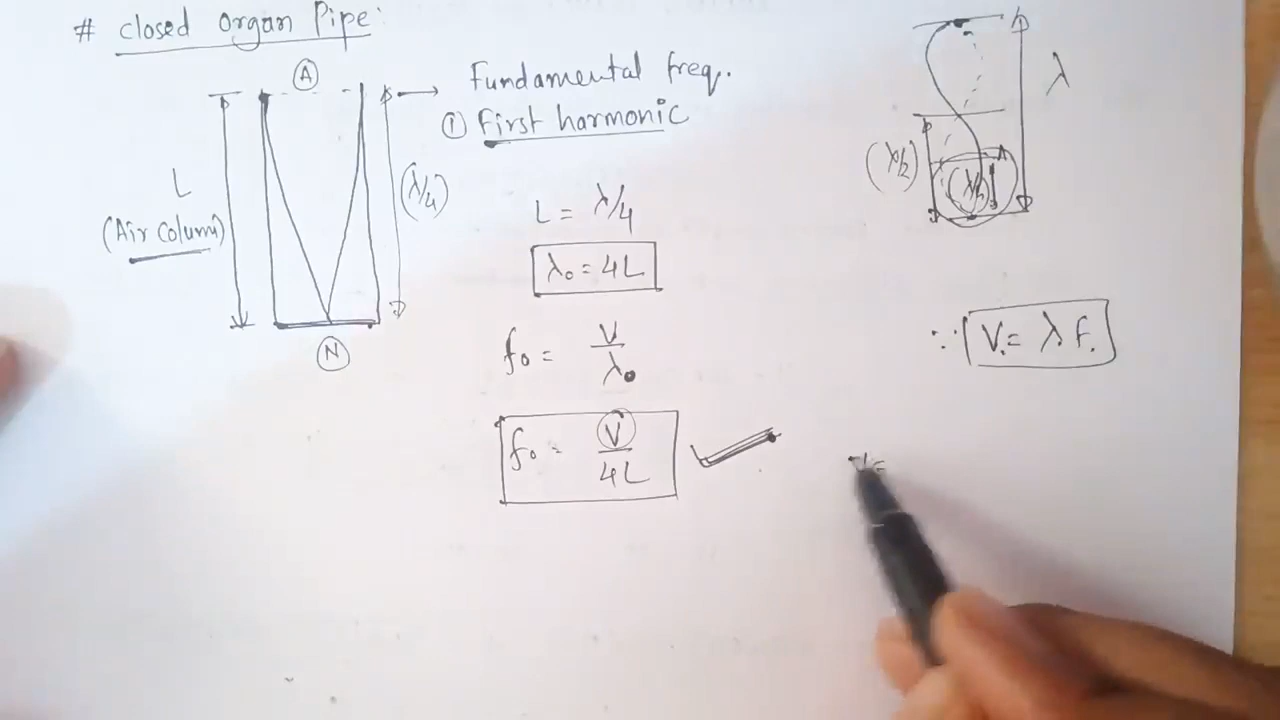 # closed organ Pipe:
A
Fundamental freq.
① First harmonic
L
(Air Column)
(λ/4)
N
L = λ/4
λ₀ = 4L
f₀ = V/λ₀
f₀ = V/4L
λ
(λ/2)
A
∵ V = λ f.